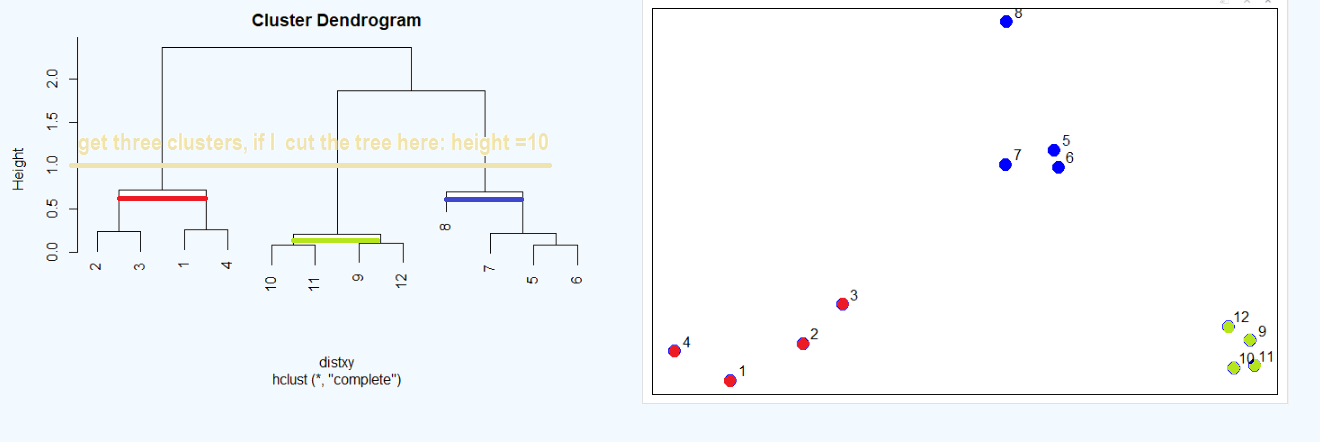 Cluster Dendrogram
Height
0.0 0.5 1.0 1.5 2.0
get three clusters, if I cut the tree here: height =10
2 3 1 4
10 11 9 12
8
7 5 6
distxy
hclust (*, "complete")
8
5
7 6
3
2
4
1
12
9
10 11